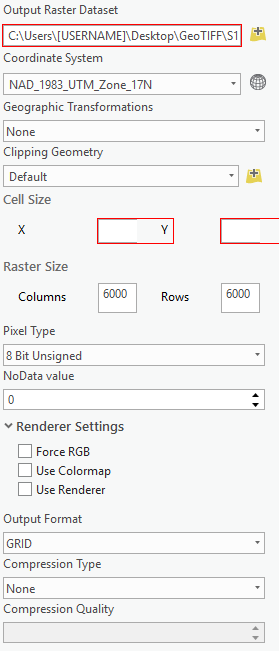 Output Raster Dataset
C:\Users\[USERNAME]\Desktop\GeoTIFF\S1
Coordinate System
NAD_1983_UTM_Zone_17N
Geographic Transformations
None
Clipping Geometry
Default
Cell Size
X Y
Raster Size
Columns 6000 Rows 6000
Pixel Type
8 Bit Unsigned
NoData value
0
Renderer Settings
Force RGB
Use Colormap
Use Renderer
Output Format
GRID
Compression Type
None
Compression Quality